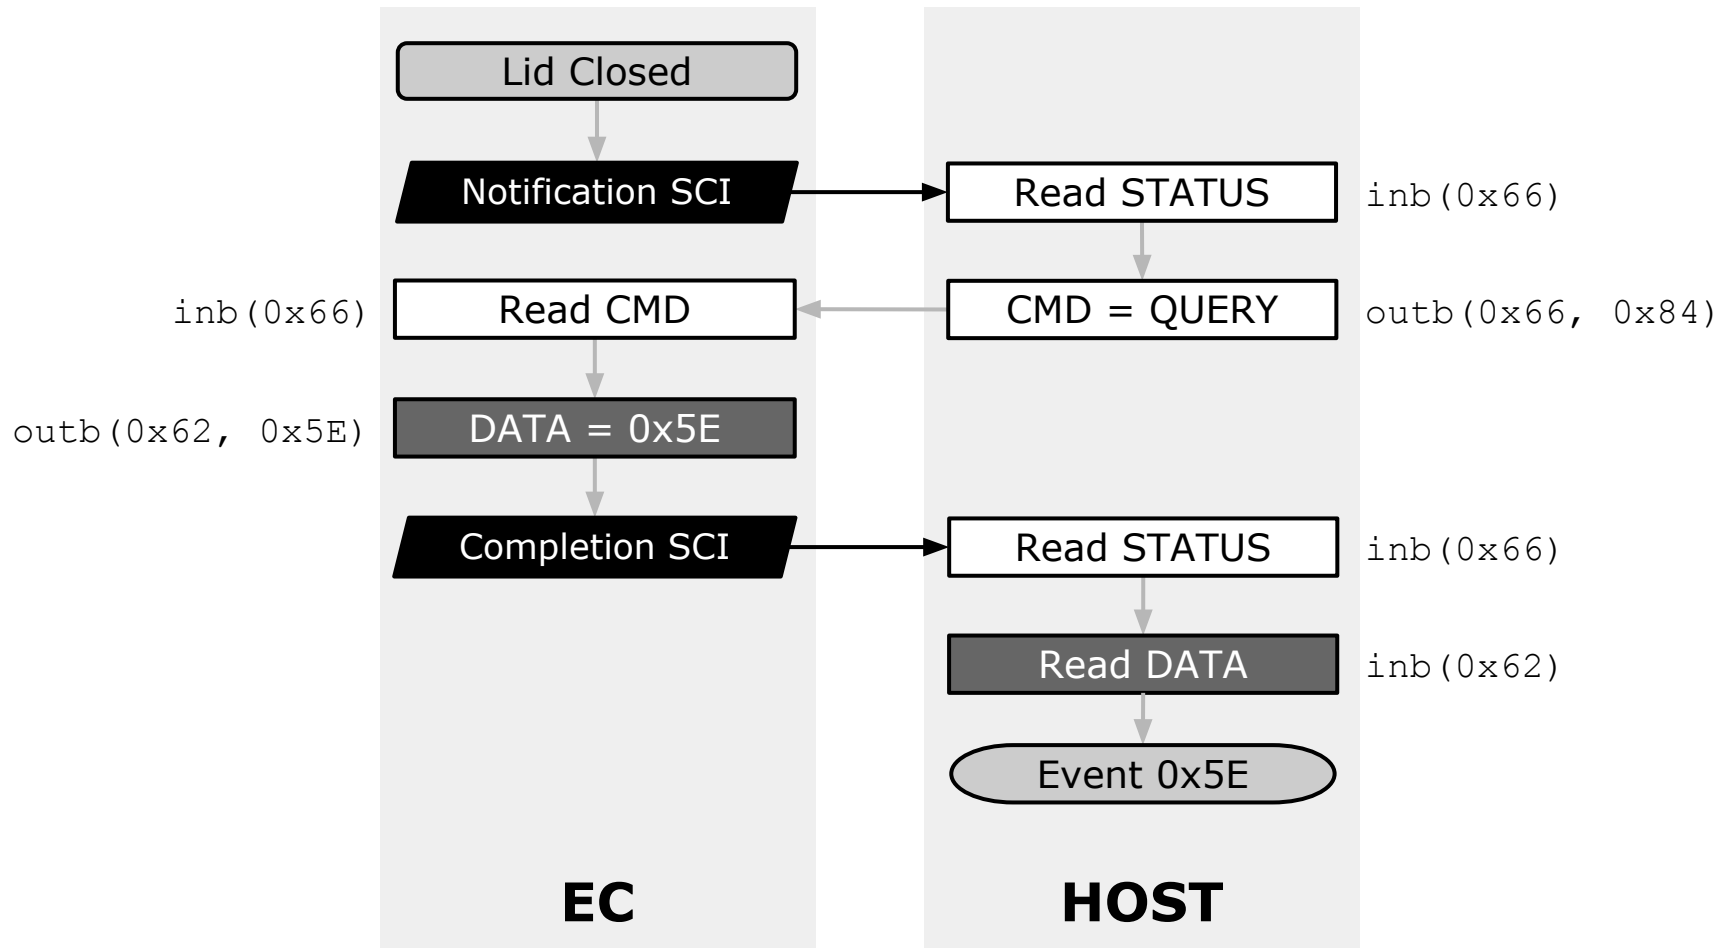 Lid Closed
Notification SCI
Read STATUS
inb(0x66)
inb(0x66)
Read CMD
CMD = QUERY
outb(0x66, 0x84)
outb(0x62, 0x5E)
DATA = 0x5E
Completion SCI
Read STATUS
inb(0x66)
Read DATA
inb(0x62)
Event 0x5E
EC
HOST